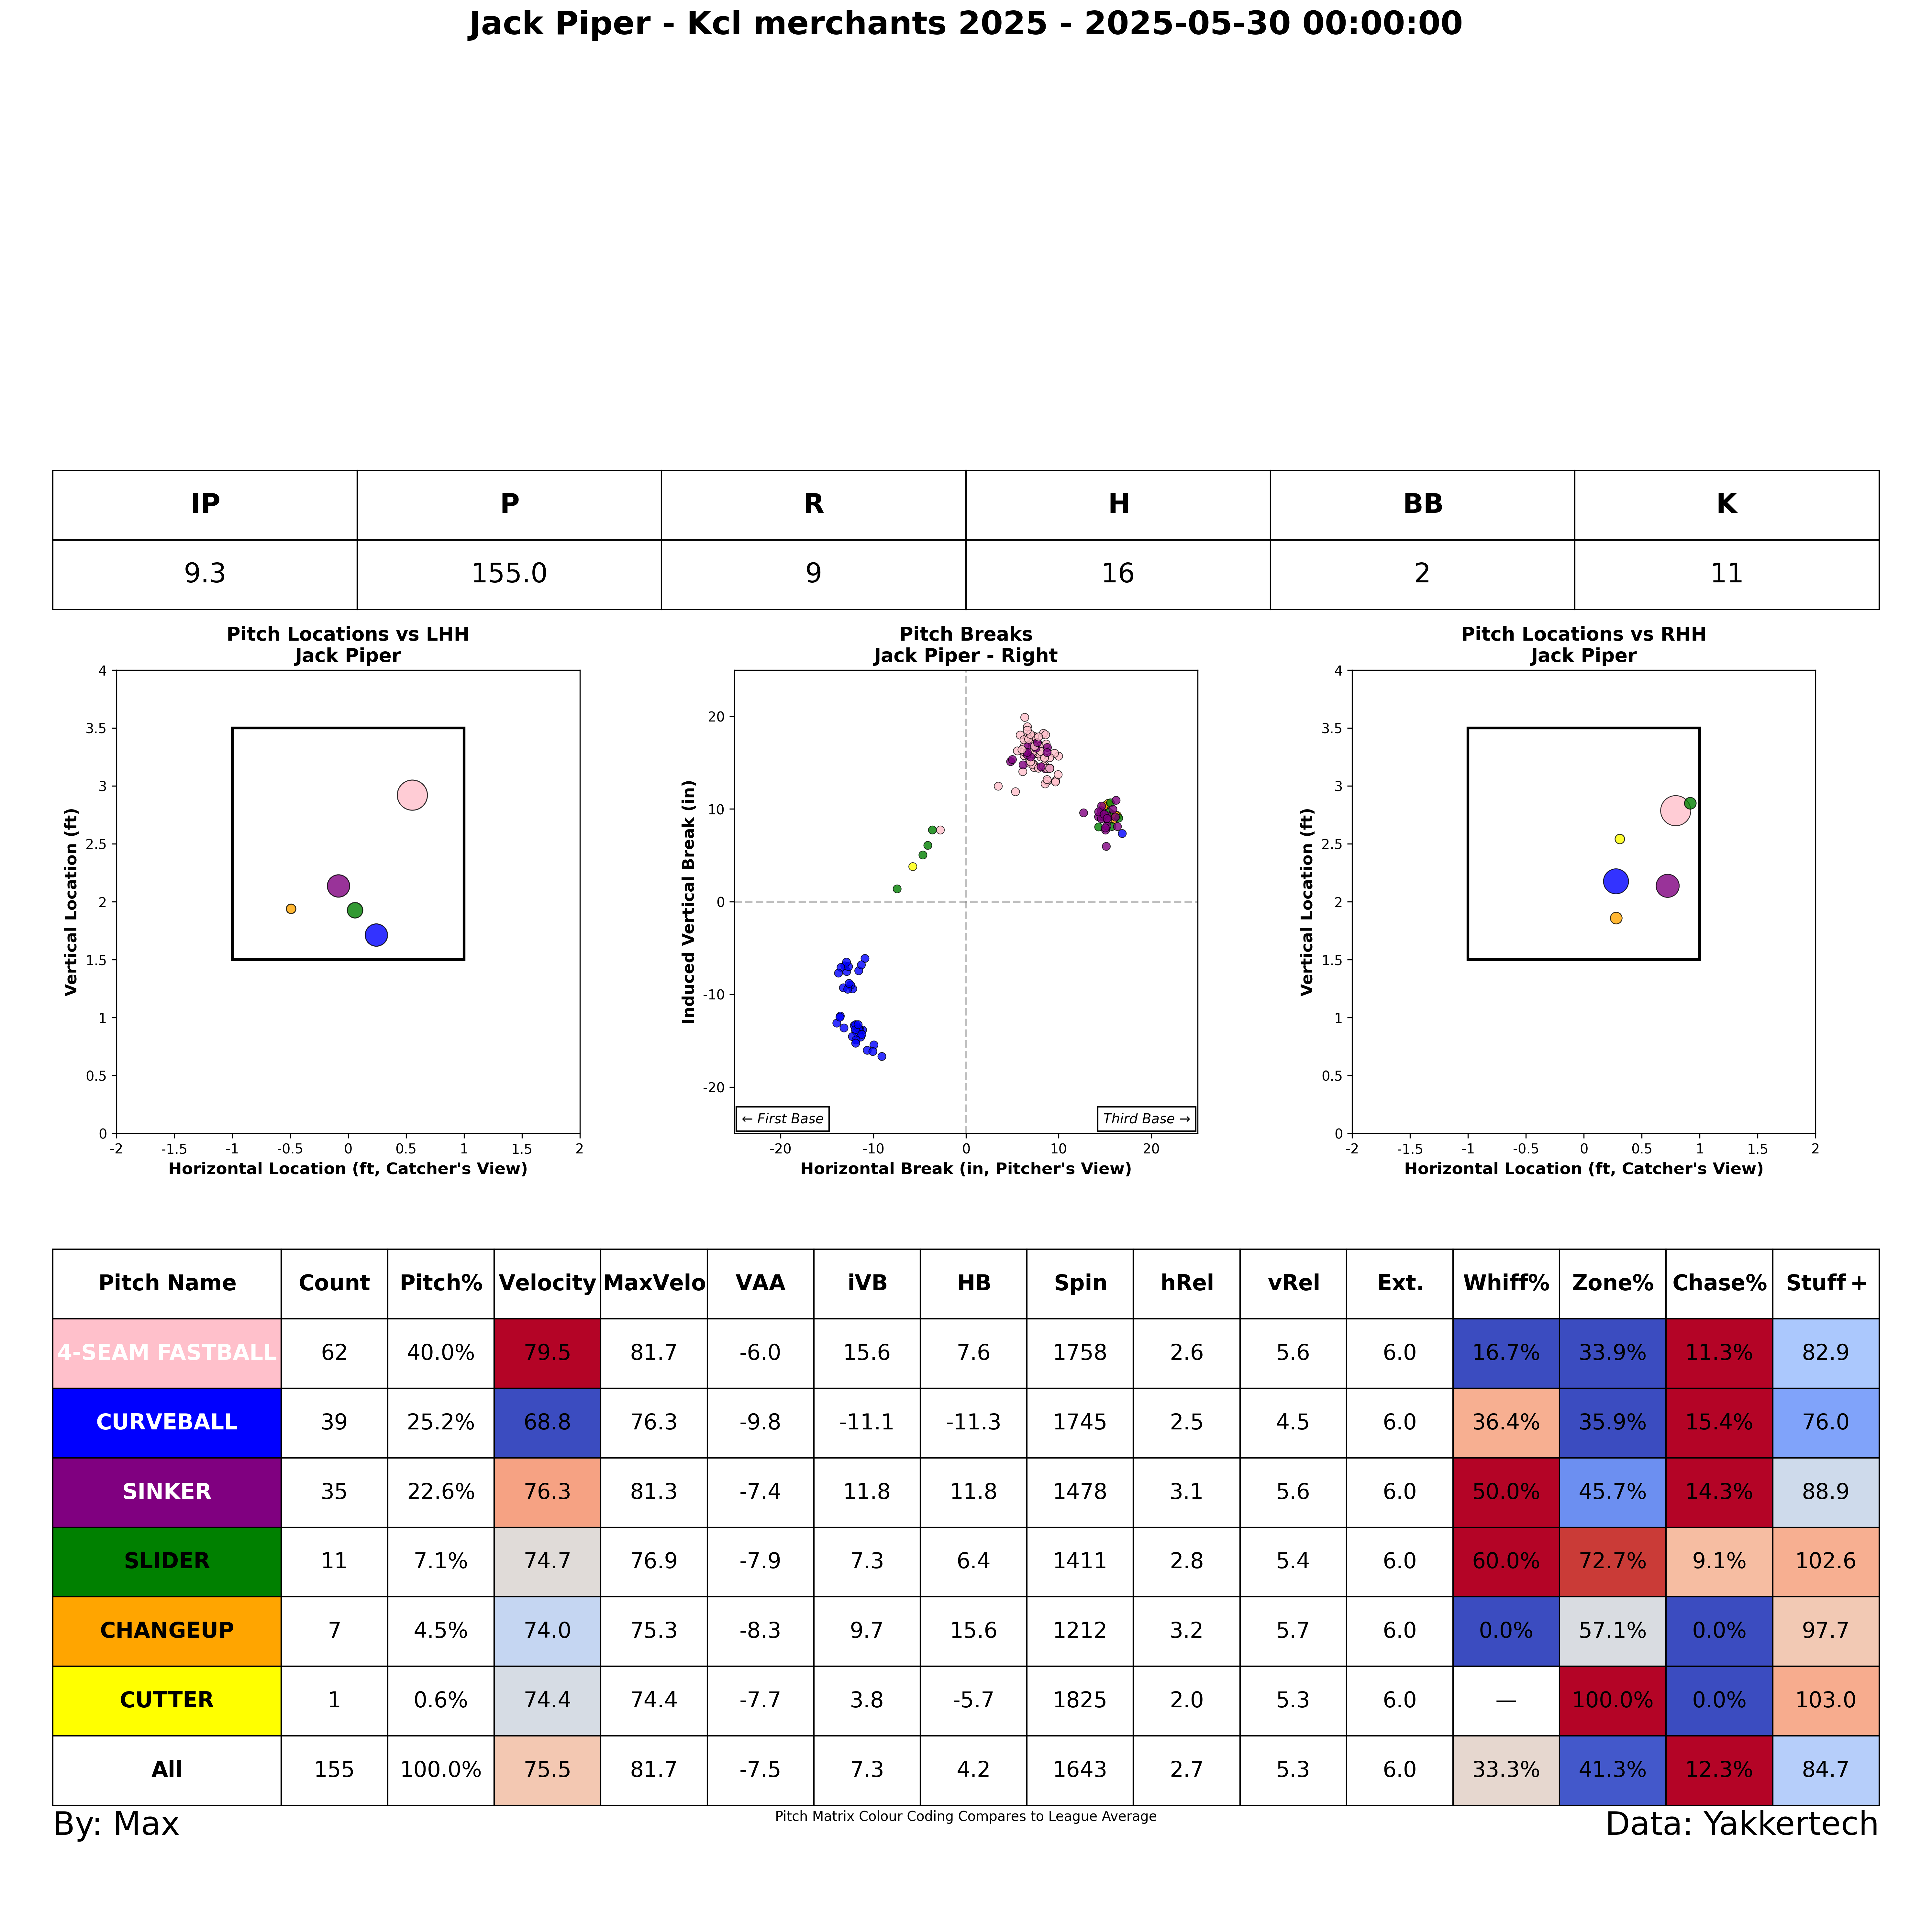 Jack Piper - Kcl merchants 2025 - 2025-05-30 00:00:00
IP P R H BB K
9.3 155.0 9 16 2 11
Pitch Locations vs LHH
Jack Piper
4
3.5
3
2.5
2
1.5
1
0.5
0
-2 -1.5 -1 -0.5 0 0.5 1 1.5 2
Vertical Location (ft)
Horizontal Location (ft, Catcher's View)
Pitch Breaks
Jack Piper - Right
20
10
0
-10
-20
-20 -10 0 10 20
Induced Vertical Break (in)
← First Base
Third Base →
Horizontal Break (in, Pitcher's View)
Pitch Locations vs RHH
Jack Piper
4
3.5
3
2.5
2
1.5
1
0.5
0
-2 -1.5 -1 -0.5 0 0.5 1 1.5 2
Vertical Location (ft)
Horizontal Location (ft, Catcher's View)
Pitch Name Count Pitch% Velocity MaxVelo VAA iVB HB Spin hRel vRel Ext. Whiff% Zone% Chase% Stuff+
4-SEAM FASTBALL 62 40.0% 79.5 81.7 -6.0 15.6 7.6 1758 2.6 5.6 6.0 16.7% 33.9% 11.3% 82.9
CURVEBALL 39 25.2% 68.8 76.3 -9.8 -11.1 -11.3 1745 2.5 4.5 6.0 36.4% 35.9% 15.4% 76.0
SINKER 35 22.6% 76.3 81.3 -7.4 11.8 11.8 1478 3.1 5.6 6.0 50.0% 45.7% 14.3% 88.9
SLIDER 11 7.1% 74.7 76.9 -7.9 7.3 6.4 1411 2.8 5.4 6.0 60.0% 72.7% 9.1% 102.6
CHANGEUP 7 4.5% 74.0 75.3 -8.3 9.7 15.6 1212 3.2 5.7 6.0 0.0% 57.1% 0.0% 97.7
CUTTER 1 0.6% 74.4 74.4 -7.7 3.8 -5.7 1825 2.0 5.3 6.0 — 100.0% 0.0% 103.0
All 155 100.0% 75.5 81.7 -7.5 7.3 4.2 1643 2.7 5.3 6.0 33.3% 41.3% 12.3% 84.7
By: Max
Pitch Matrix Colour Coding Compares to League Average
Data: Yakkertech